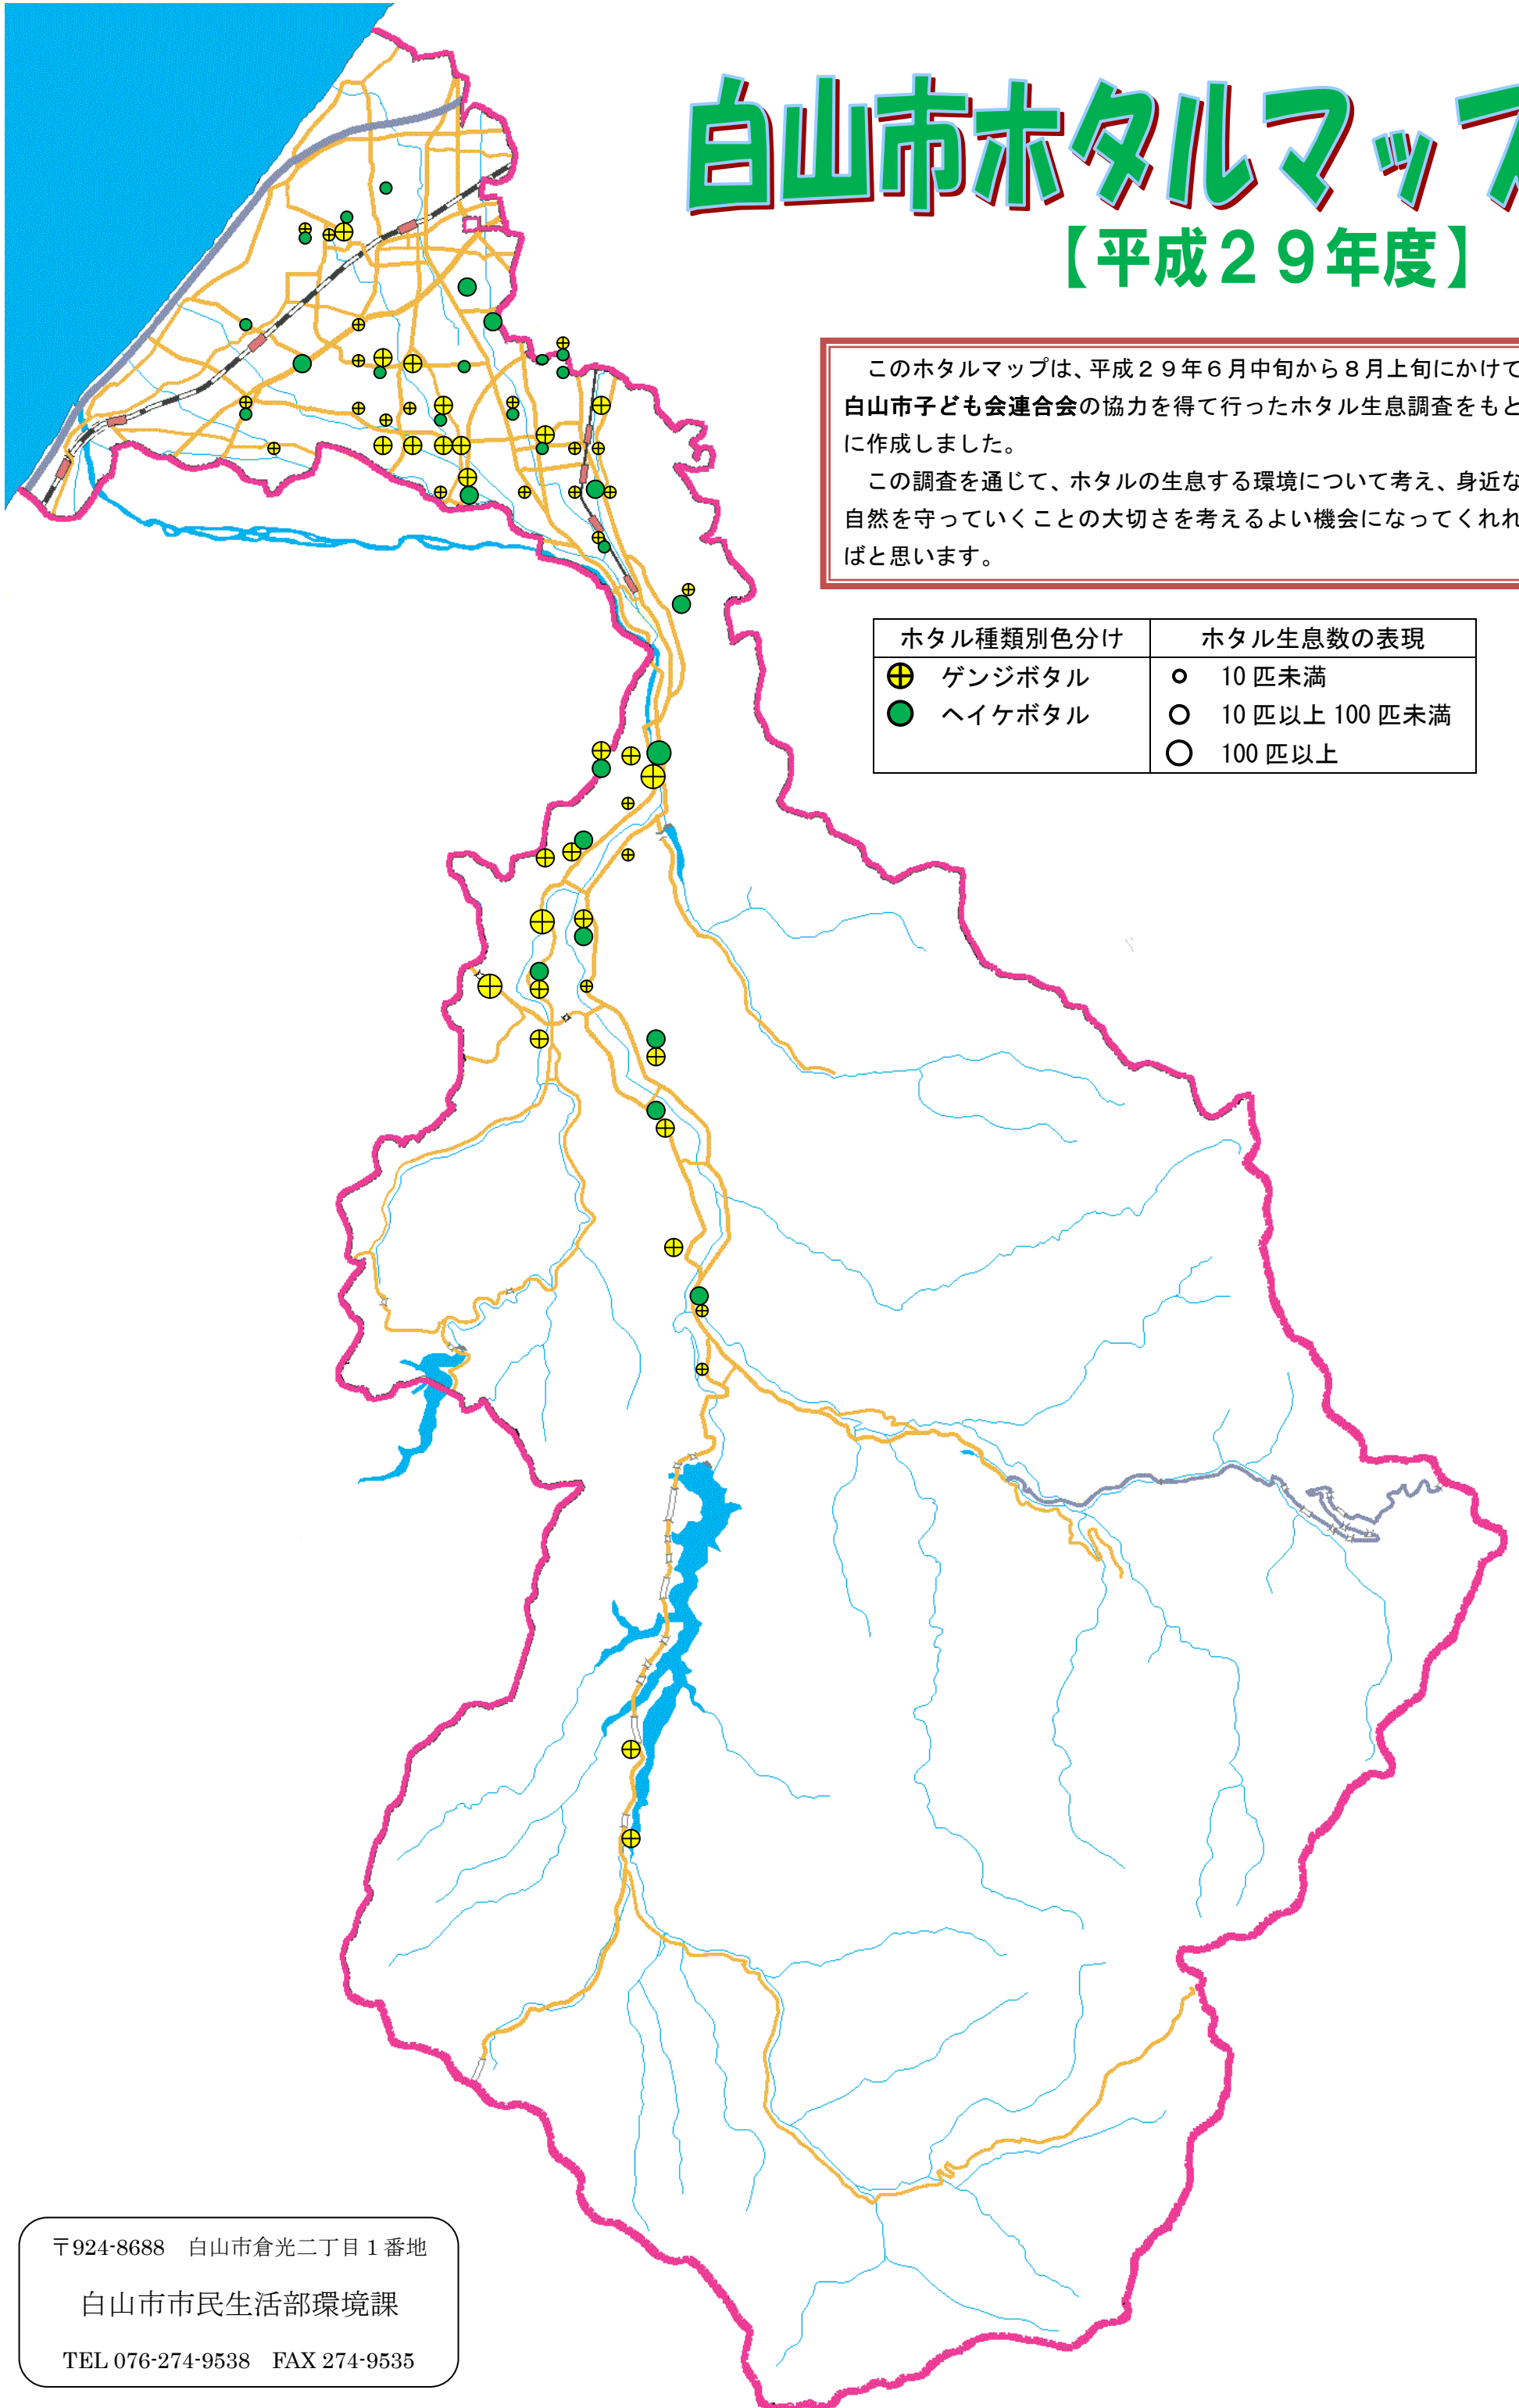 白山市ホタルマップ
【平成２９年度】
このホタルマップは、平成２９年６月中旬から８月上旬にかけて
白山市子ども会連合会の協力を得て行ったホタル生息調査をもと
に作成しました。
この調査を通じて、ホタルの生息する環境について考え、身近な
自然を守っていくことの大切さを考えるよい機会になってくれれ
ばと思います。
ホタル種類別色分け
ホタル生息数の表現
ゲンジボタル
10 匹未満
ヘイケボタル
10 匹以上 100 匹未満
100 匹以上
〒924-8688　白山市倉光二丁目１番地
白山市市民生活部環境課
TEL 076-274-9538　FAX 274-9535